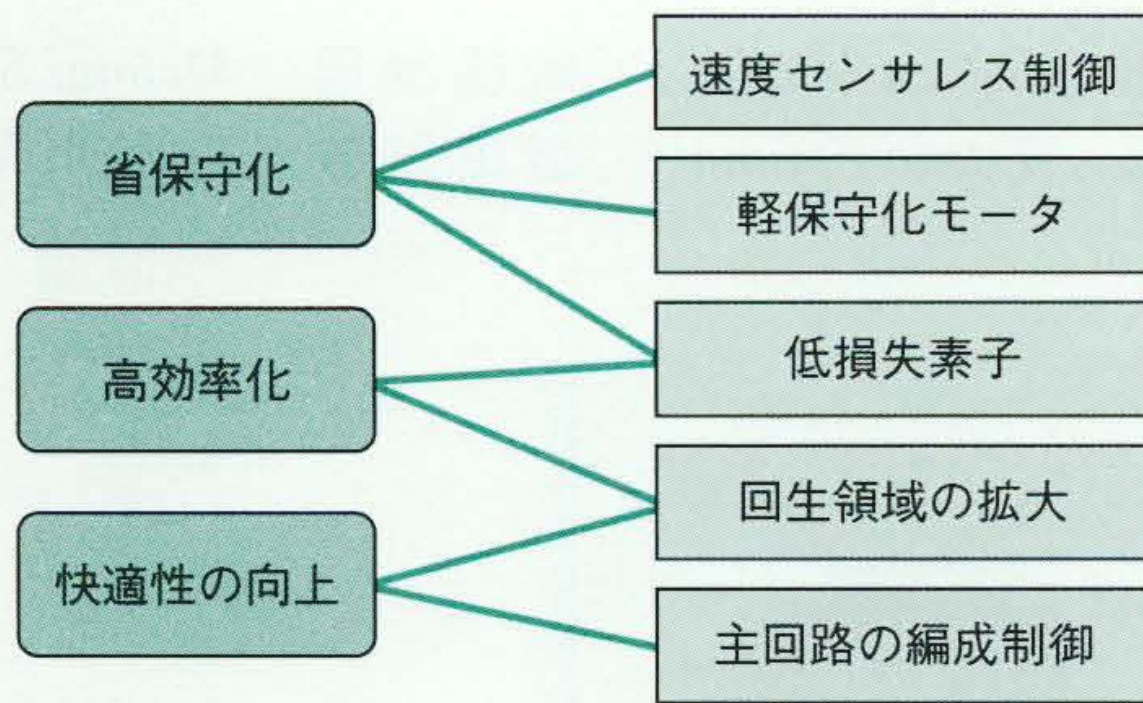 省保守化
高効率化
快適性の向上
速度センサレス制御
軽保守化モータ
低損失素子
回生領域の拡大
主回路の編成制御